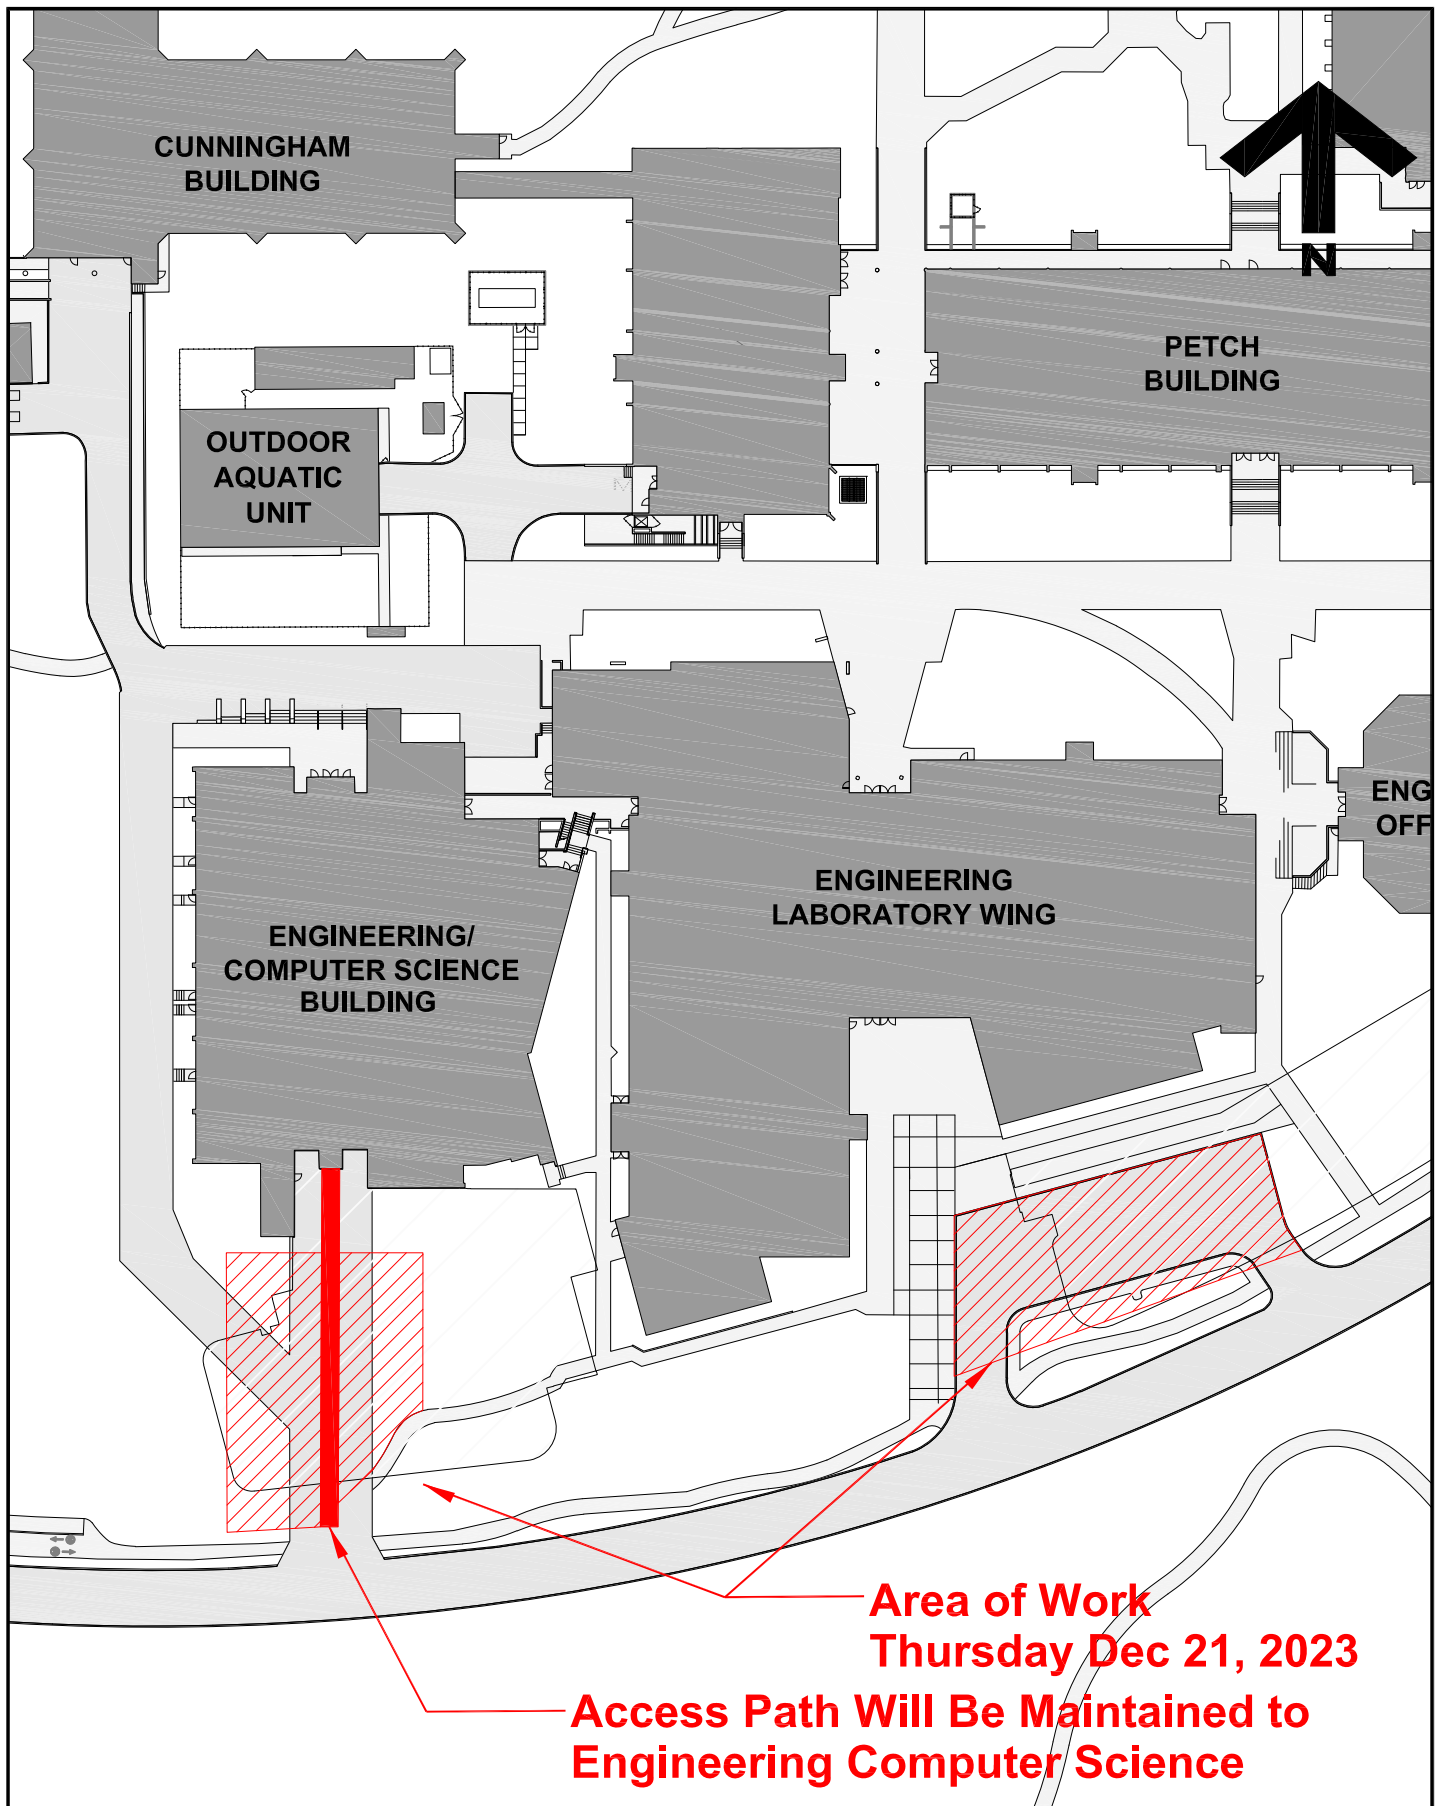 CUNNINGHAM
BUILDING
N
PETCH
BUILDING
OUTDOOR
AQUATIC
UNIT
ENG
OFF
ENGINEERING
LABORATORY WING
ENGINEERING/
COMPUTER SCIENCE
BUILDING
Area of Work
Thursday Dec 21, 2023
Access Path Will Be Maintained to
Engineering Computer Science